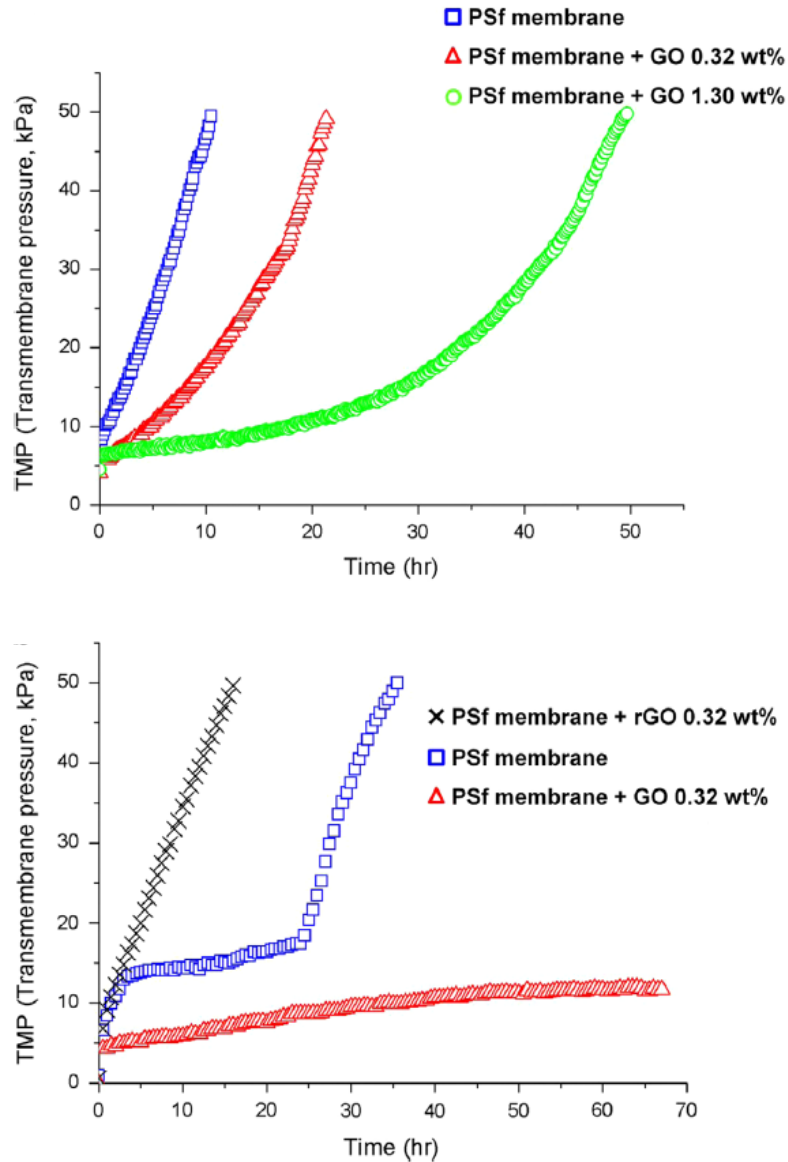 PSf membrane
PSf membrane + GO 0.32 wt%
PSf membrane + GO 1.30 wt%
TMP (Transmembrane pressure, kPa)
50
40
30
20
10
0
0 10 20 30 40 50
Time (hr)
TMP (Transmembrane pressure, kPa)
50
40
30
20
10
0
PSf membrane + rGO 0.32 wt%
PSf membrane
PSf membrane + GO 0.32 wt%
0 10 20 30 40 50 60 70
Time (hr)